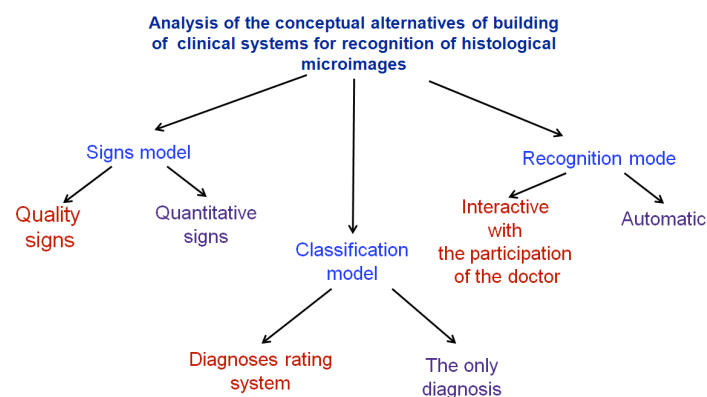 Analysis of the conceptual alternatives of building
of clinical systems for recognition of histological
microimages
Signs model
Recognition mode
Quality
signs
Quantitative
signs
Interactive
with
the participation
of the doctor
Automatic
Classification
model
Diagnoses rating
system
The only
diagnosis